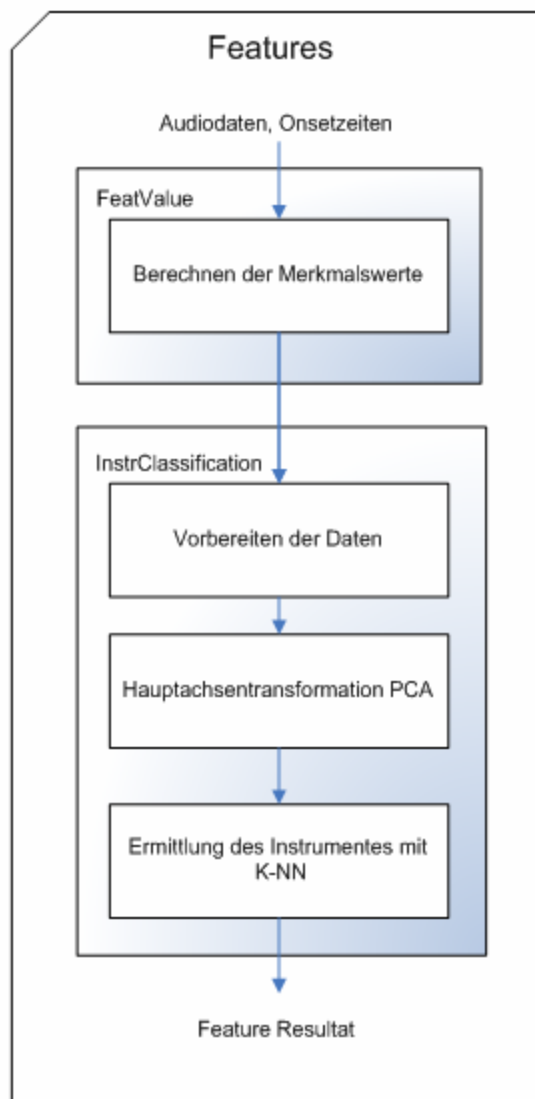 Features
Audiodaten, Onsetzeiten
FeatValue
Berechnen der Merkmalswerte
InstrClassification
Vorbereiten der Daten
Hauptachsentransformation PCA
Ermittlung des Instrumentes mit
K-NN
Feature Resultat